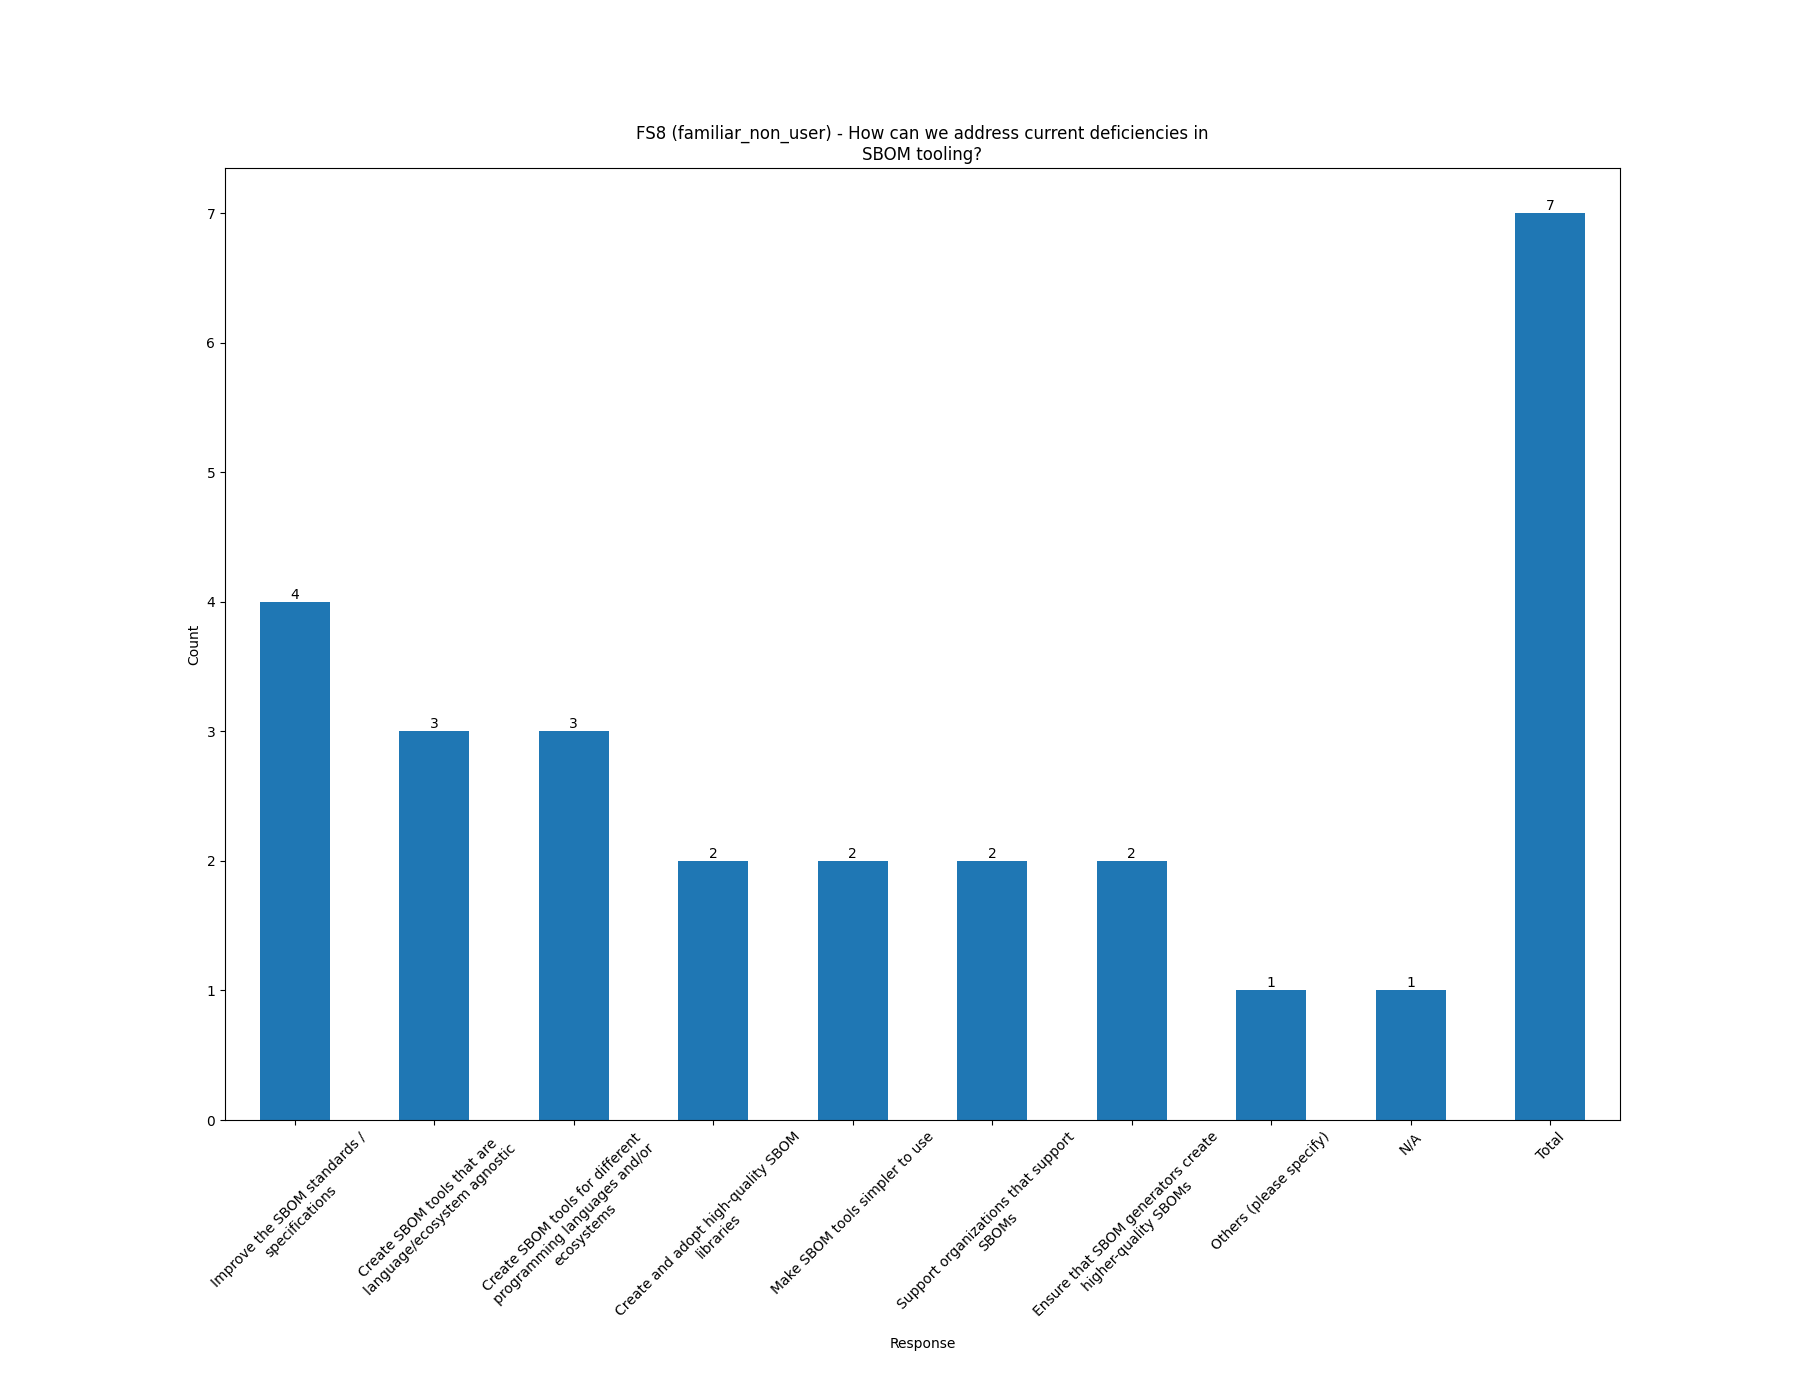 FS8 (familiar_non_user) - How can we address current deficiencies in
SBOM tooling?
Count
7
6
5
4
3
2
1
0
4
3
3
2
2
2
2
1
1
7
Improve the SBOM standards /
specifications
Create SBOM tools that are
language/ecosystem agnostic
Create SBOM tools for different
programming languages and/or
ecosystems
Create and adopt high-quality SBOM
libraries
Make SBOM tools simpler to use
Support organizations that support
SBOMs
Ensure that SBOM generators create
higher-quality SBOMs
Others (please specify)
N/A
Total
Response